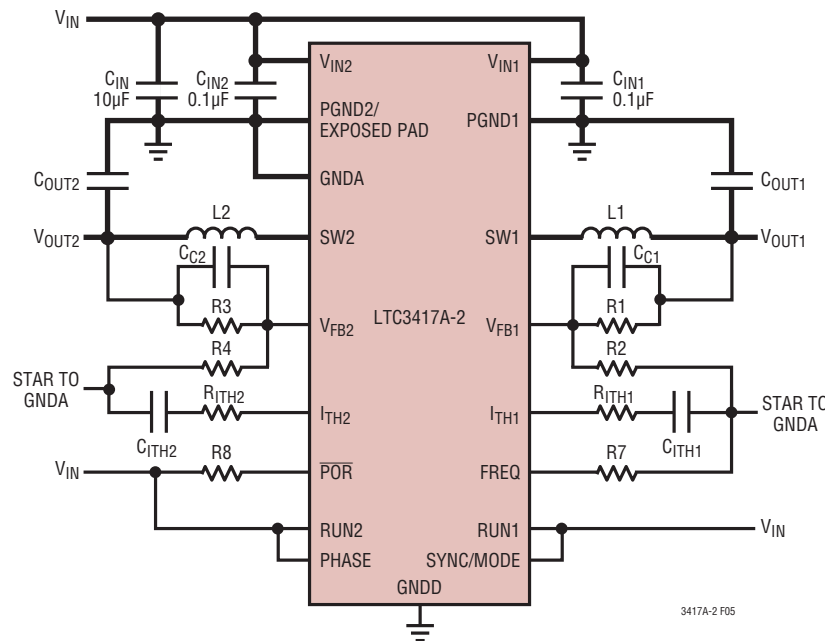 VIN
CIN
10µF
CIN2
0.1µF
VIN2
VIN1
CIN1
0.1µF
PGND2/
EXPOSED PAD
PGND1
GNDA
COUT2
COUT1
L2
L1
VOUT2
SW2
SW1
VOUT1
CC2
CC1
R3
R1
VFB2
LTC3417A-2
VFB1
R4
R2
STAR TO
GNDA
RITH2
ITH2
ITH1
RITH1
STAR TO
GNDA
CITH2
CITH1
VIN
R8
POR
FREQ
R7
RUN2
RUN1
VIN
PHASE
SYNC/MODE
GNDD
3417A-2 F05